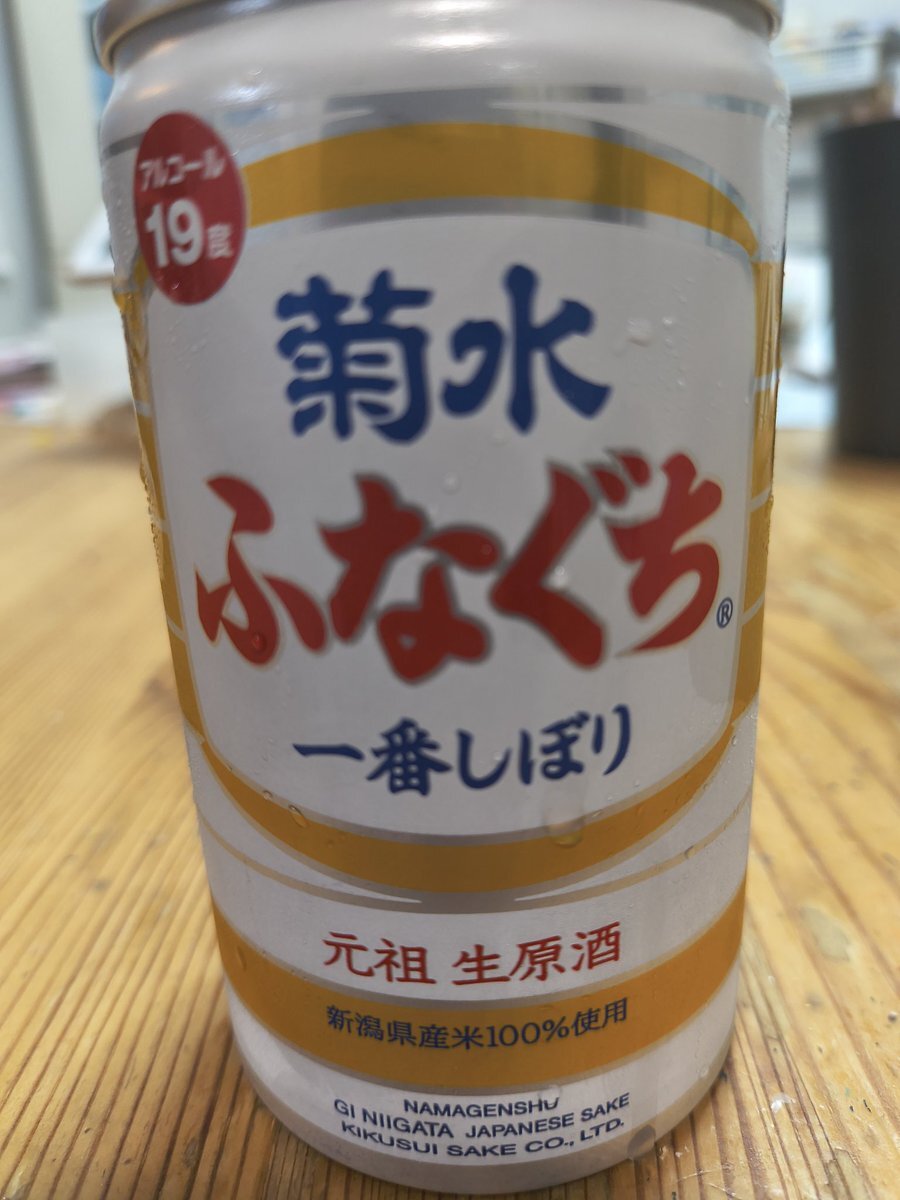 アルコール
19度
菊水
ふなぐち®
一番しぼり
元祖 生原酒
新潟県産米100%使用
NAMAGENSHU
GI NIIGATA JAPANESE SAKE
KIKUSUI SAKE CO., LTD.